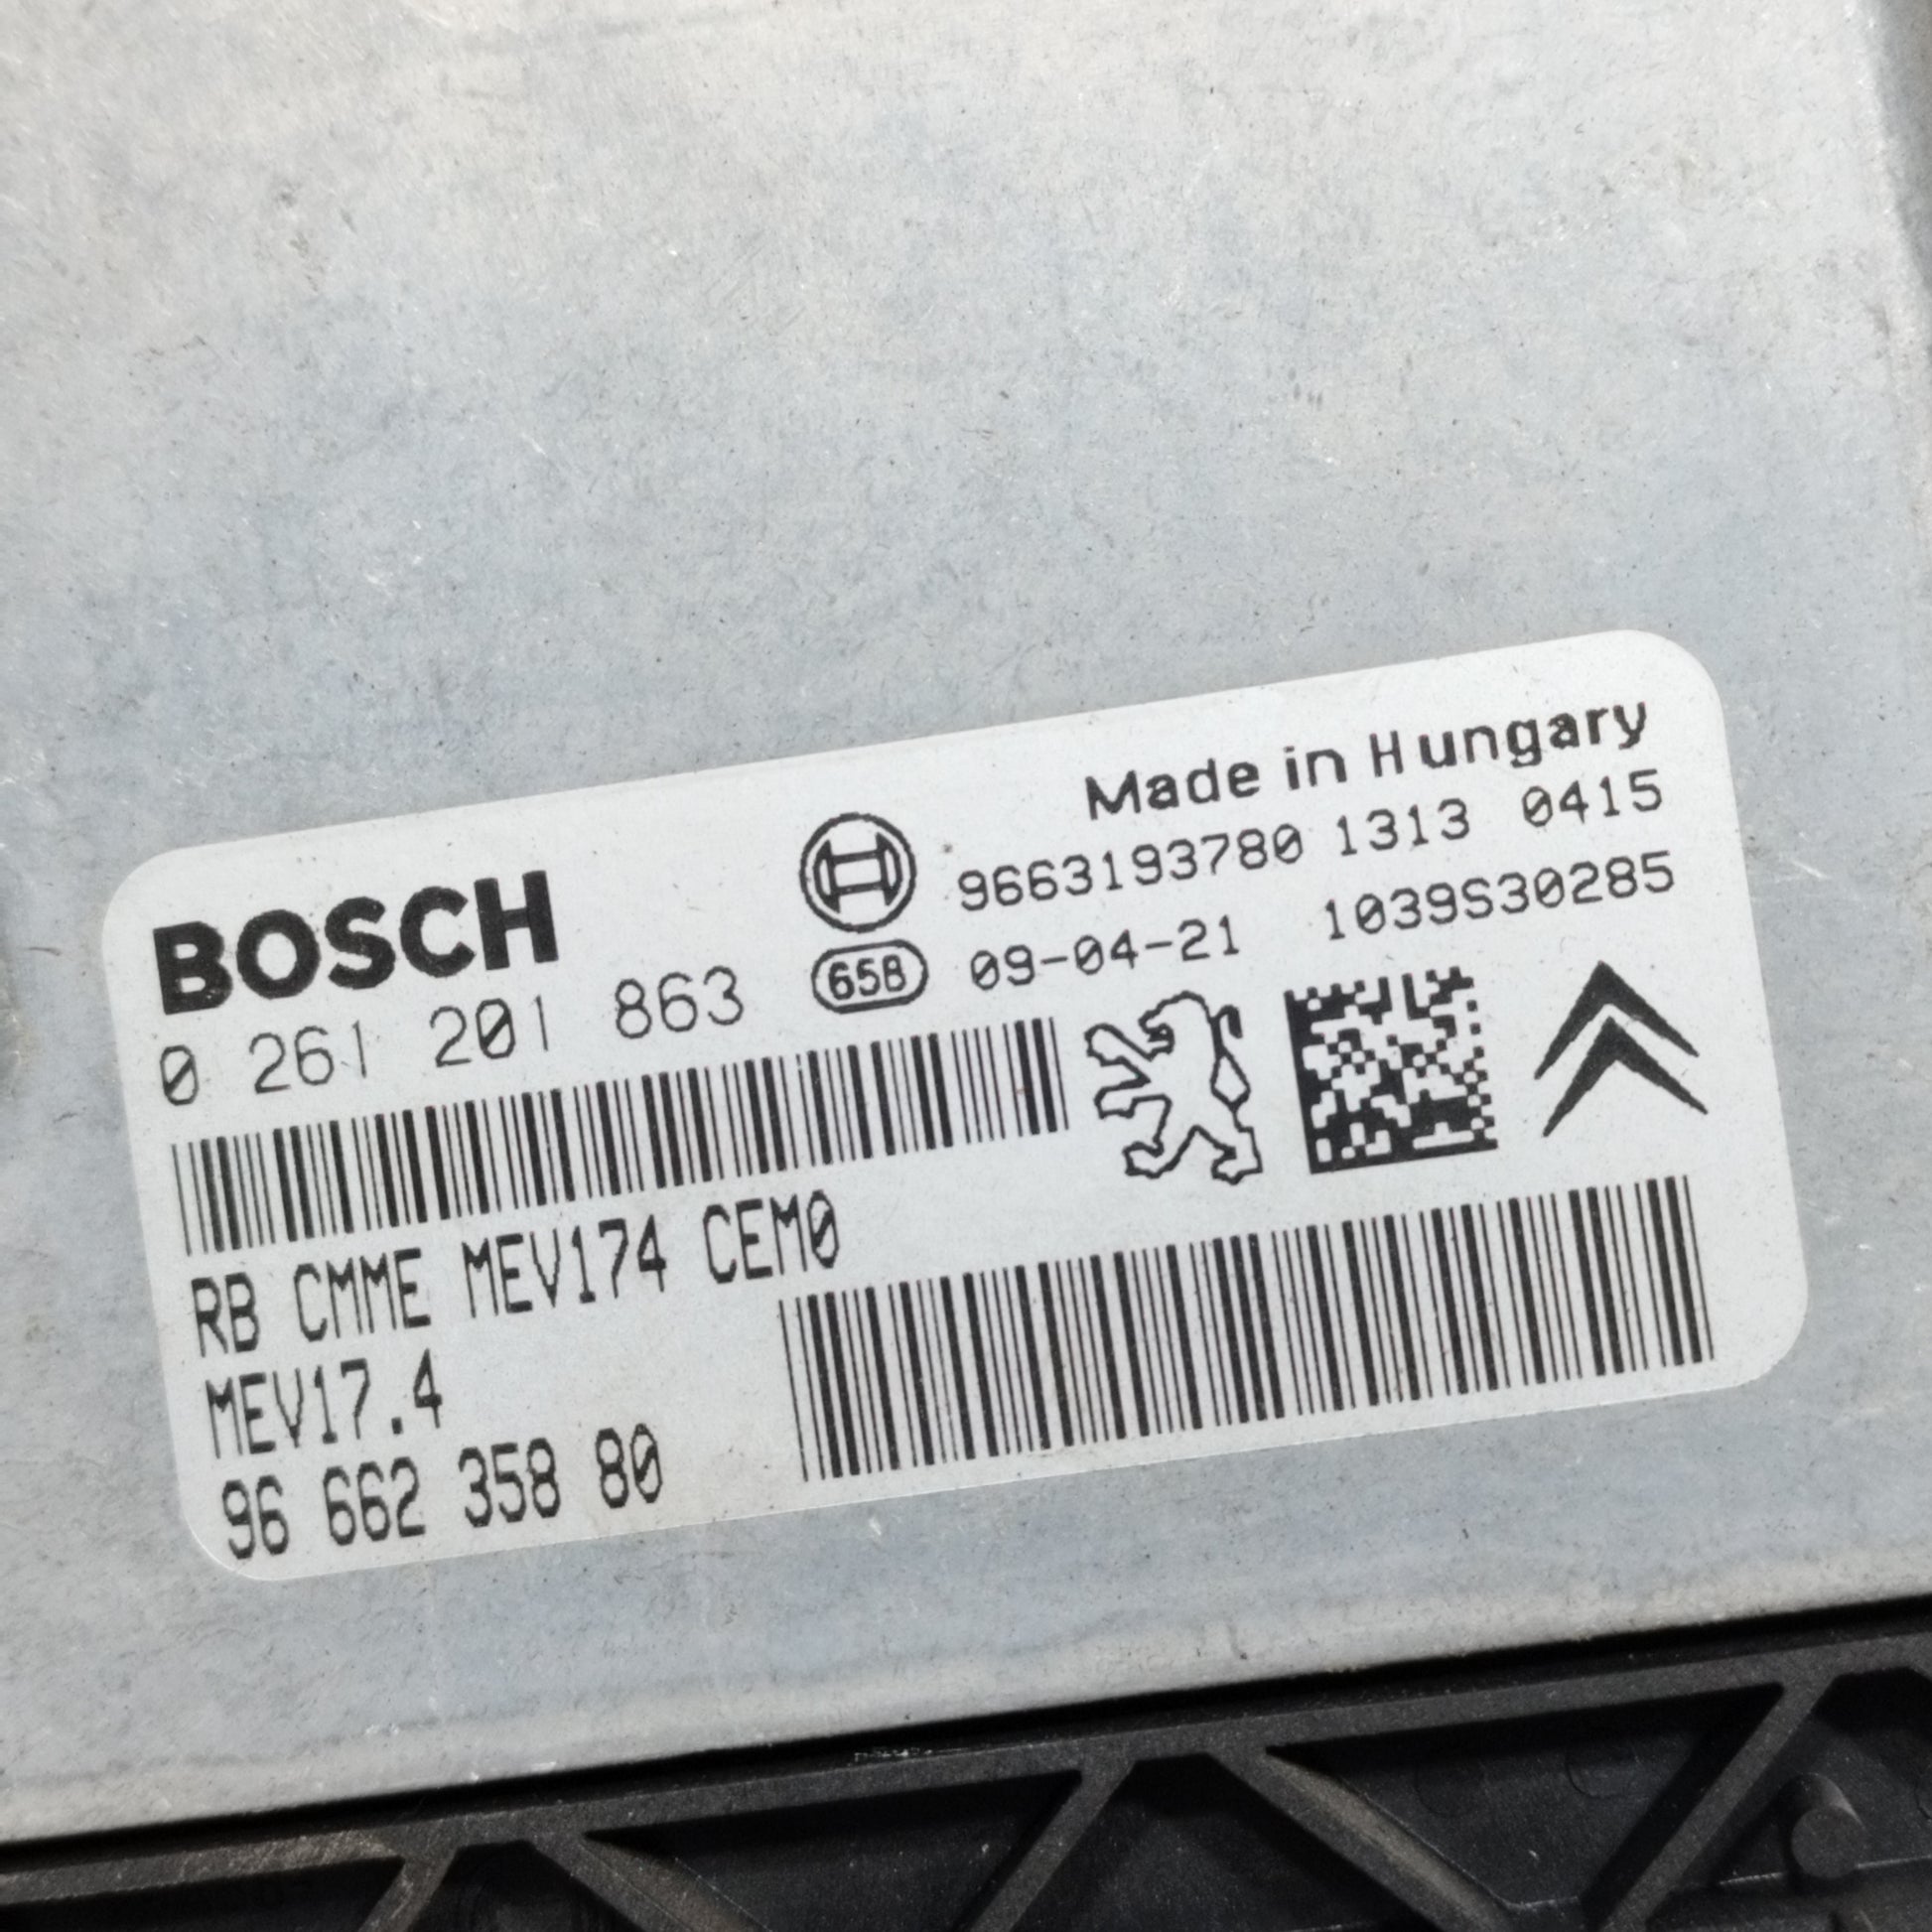 Made in Hungary
9663193780 1313 0415
BOSCH
658 09-04-21 1039S30285
0 261 201 863
RB CMME MEV174 CEM0
MEV17.4
96 662 358 80